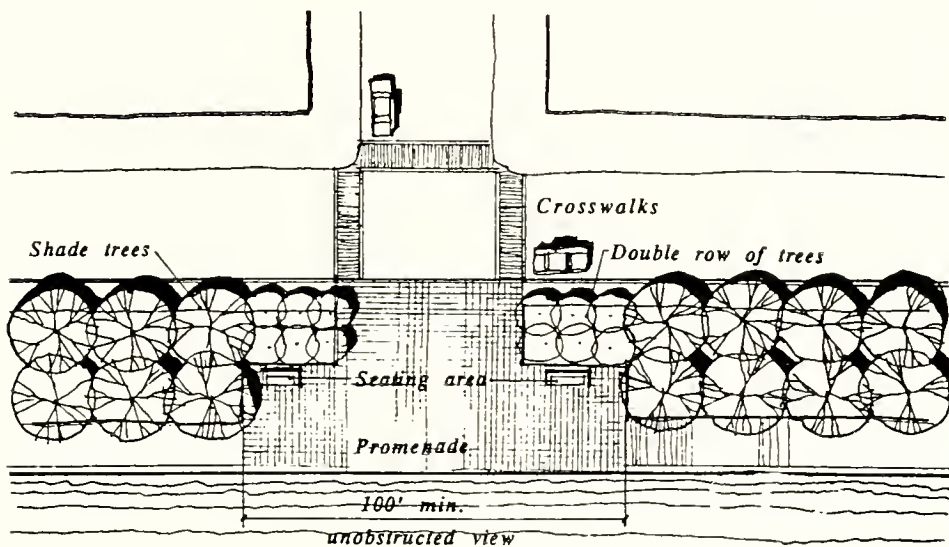 Crosswalks
Shade trees
Double row of trees
Seating area
Promenade
100' min.
unobstructed view